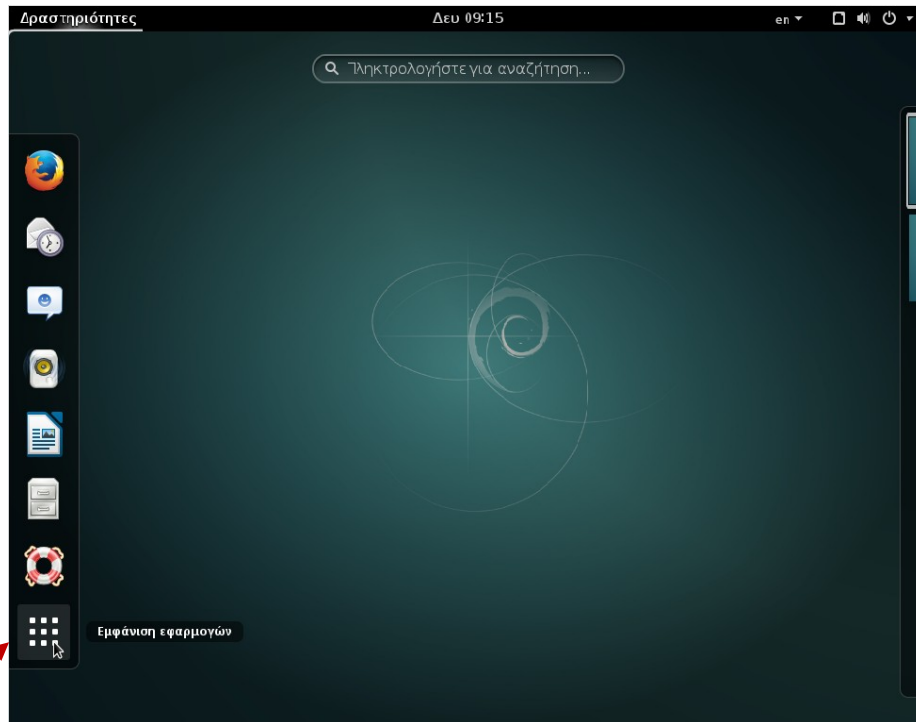 Δραστηριότητες
Δευ 09:15
en
Πληκτρολογήστε για αναζήτηση...
Εμφάνιση εφαρμογών